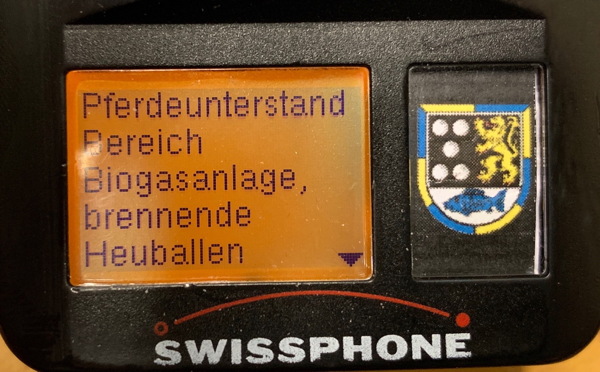 Pferdeunterstand
Bereich
Biogasanlage,
brennende
Heuballen
SWISSPHONE